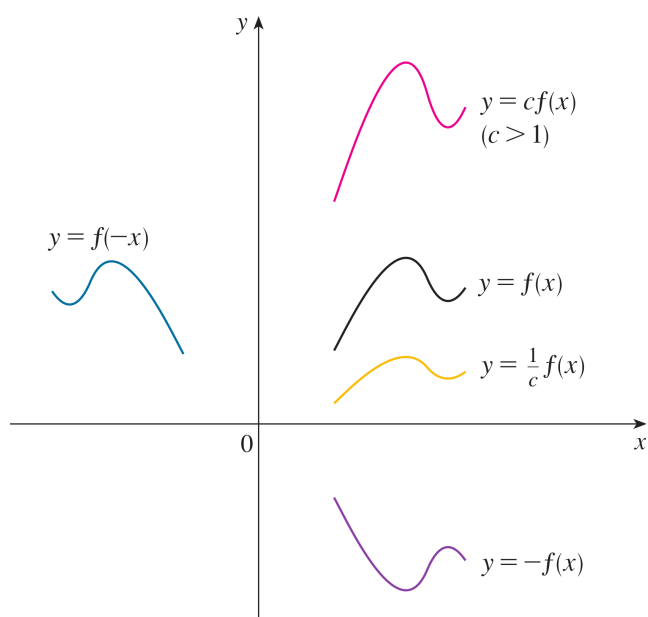 y
y = cf(x)
(c > 1)
y = f(−x)
y = f(x)
y = 1/c f(x)
0
x
y = −f(x)